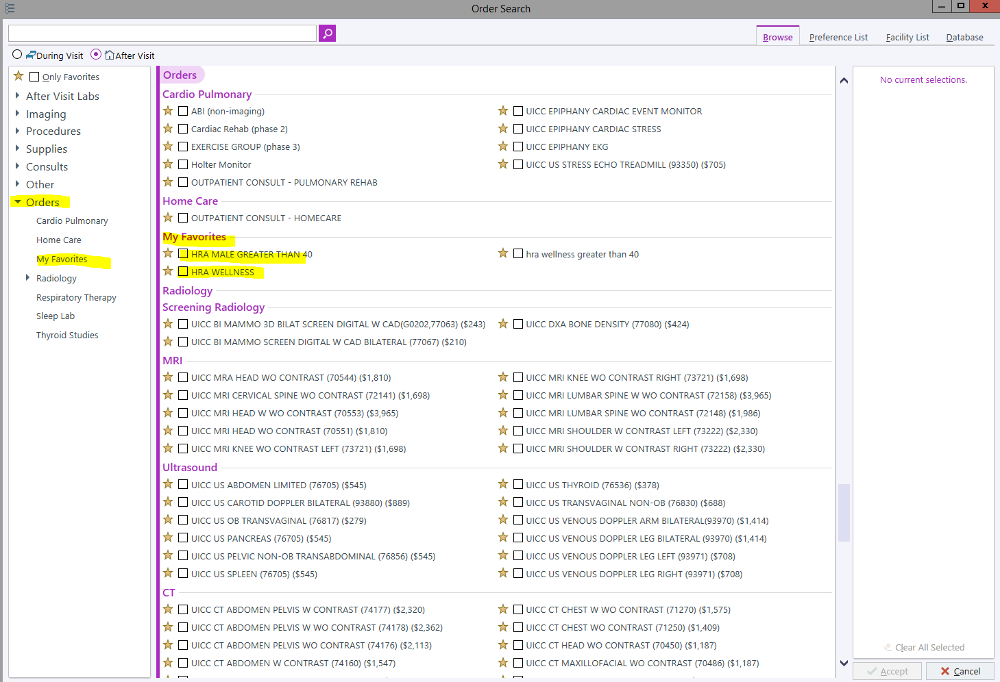 Order Search
Browse
Preference List
Facility List
Database
During Visit
After Visit
Only Favorites
After Visit Labs
Imaging
Procedures
Supplies
Consults
Other
Orders
Cardio Pulmonary
Home Care
My Favorites
Radiology
Respiratory Therapy
Sleep Lab
Thyroid Studies
Orders
Cardio Pulmonary
ABI (non-imaging)
UICC EPIPHANY CARDIAC EVENT MONITOR
Cardiac Rehab (phase 2)
UICC EPIPHANY CARDIAC STRESS
EXERCISE GROUP (phase 3)
UICC EPIPHANY EKG
Holter Monitor
UICC US STRESS ECHO TREADMILL (93350) ($705)
OUTPATIENT CONSULT - PULMONARY REHAB
Home Care
OUTPATIENT CONSULT - HOMECARE
My Favorites
HRA MALE GREATER THAN 40
hra wellness greater than 40
HRA WELLNESS
Radiology
Screening Radiology
UICC BI MAMMO 3D BILAT SCREEN DIGITAL W CAD(G0202,77063) ($243)
UICC DXA BONE DENSITY (77080) ($424)
UICC BI MAMMO SCREEN DIGITAL W CAD BILATERAL (77067) ($210)
MRI
UICC MRA HEAD WO CONTRAST (70544) ($1,810)
UICC MRI KNEE WO CONTRAST RIGHT (73721) ($1,698)
UICC MRI CERVICAL SPINE WO CONTRAST (72141) ($1,698)
UICC MRI LUMBAR SPINE W WO CONTRAST (72158) ($3,965)
UICC MRI HEAD W WO CONTRAST (70553) ($3,965)
UICC MRI LUMBAR SPINE WO CONTRAST (72148) ($1,986)
UICC MRI HEAD WO CONTRAST (70551) ($1,810)
UICC MRI SHOULDER W CONTRAST LEFT (73222) ($2,330)
UICC MRI KNEE WO CONTRAST LEFT (73721) ($1,698)
UICC MRI SHOULDER W CONTRAST RIGHT (73222) ($2,330)
Ultrasound
UICC US ABDOMEN LIMITED (76705) ($545)
UICC US THYROID (76536) ($378)
UICC US CAROTID DOPPLER BILATERAL (93880) ($889)
UICC US TRANSVAGINAL NON-OB (76830) ($688)
UICC US OB TRANSVAGINAL (76817) ($279)
UICC US VENOUS DOPPLER ARM BILATERAL(93970) ($1,414)
UICC US PANCREAS (76705) ($545)
UICC US VENOUS DOPPLER LEG BILATERAL (93970) ($1,414)
UICC US PELVIC NON-OB TRANSABDOMINAL (76856) ($545)
UICC US VENOUS DOPPLER LEG LEFT (93971) ($708)
UICC US SPLEEN (76705) ($545)
UICC US VENOUS DOPPLER LEG RIGHT (93971) ($708)
CT
UICC CT ABDOMEN PELVIS W CONTRAST (74177) ($2,320)
UICC CT CHEST W WO CONTRAST (71270) ($1,575)
UICC CT ABDOMEN PELVIS W WO CONTRAST (74178) ($2,362)
UICC CT CHEST WO CONTRAST (71250) ($1,409)
UICC CT ABDOMEN PELVIS WO CONTRAST (74176) ($2,113)
UICC CT HEAD WO CONTRAST (70450) ($1,187)
UICC CT ABDOMEN W CONTRAST (74160) ($1,547)
UICC CT MAXILLOFACIAL WO CONTRAST (70486) ($1,187)
No current selections.
Clear All Selected
Accept
Cancel